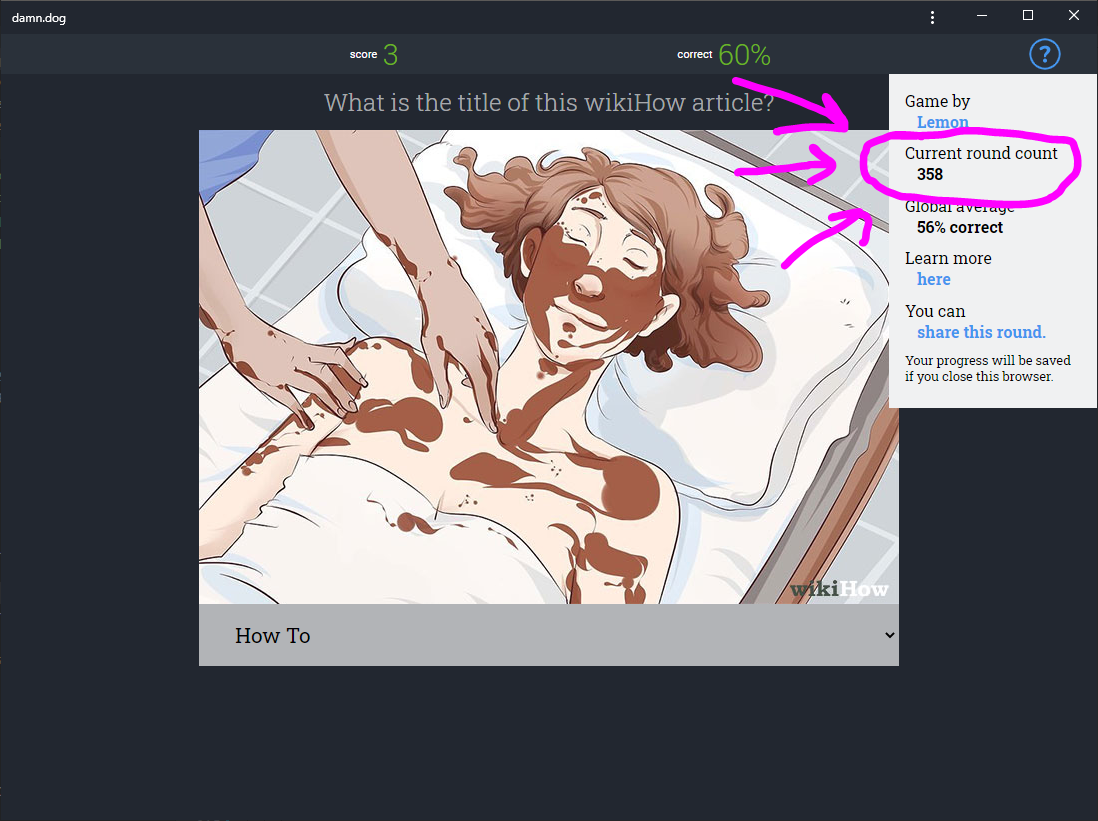 damn.dog
score 3 correct 60% ?
What is the title of this wikiHow article?
Game by
Lemon
Current round count
358
Global average
56% correct
Learn more
here
You can
share this round.
Your progress will be saved
if you close this browser.
wikiHow
How To